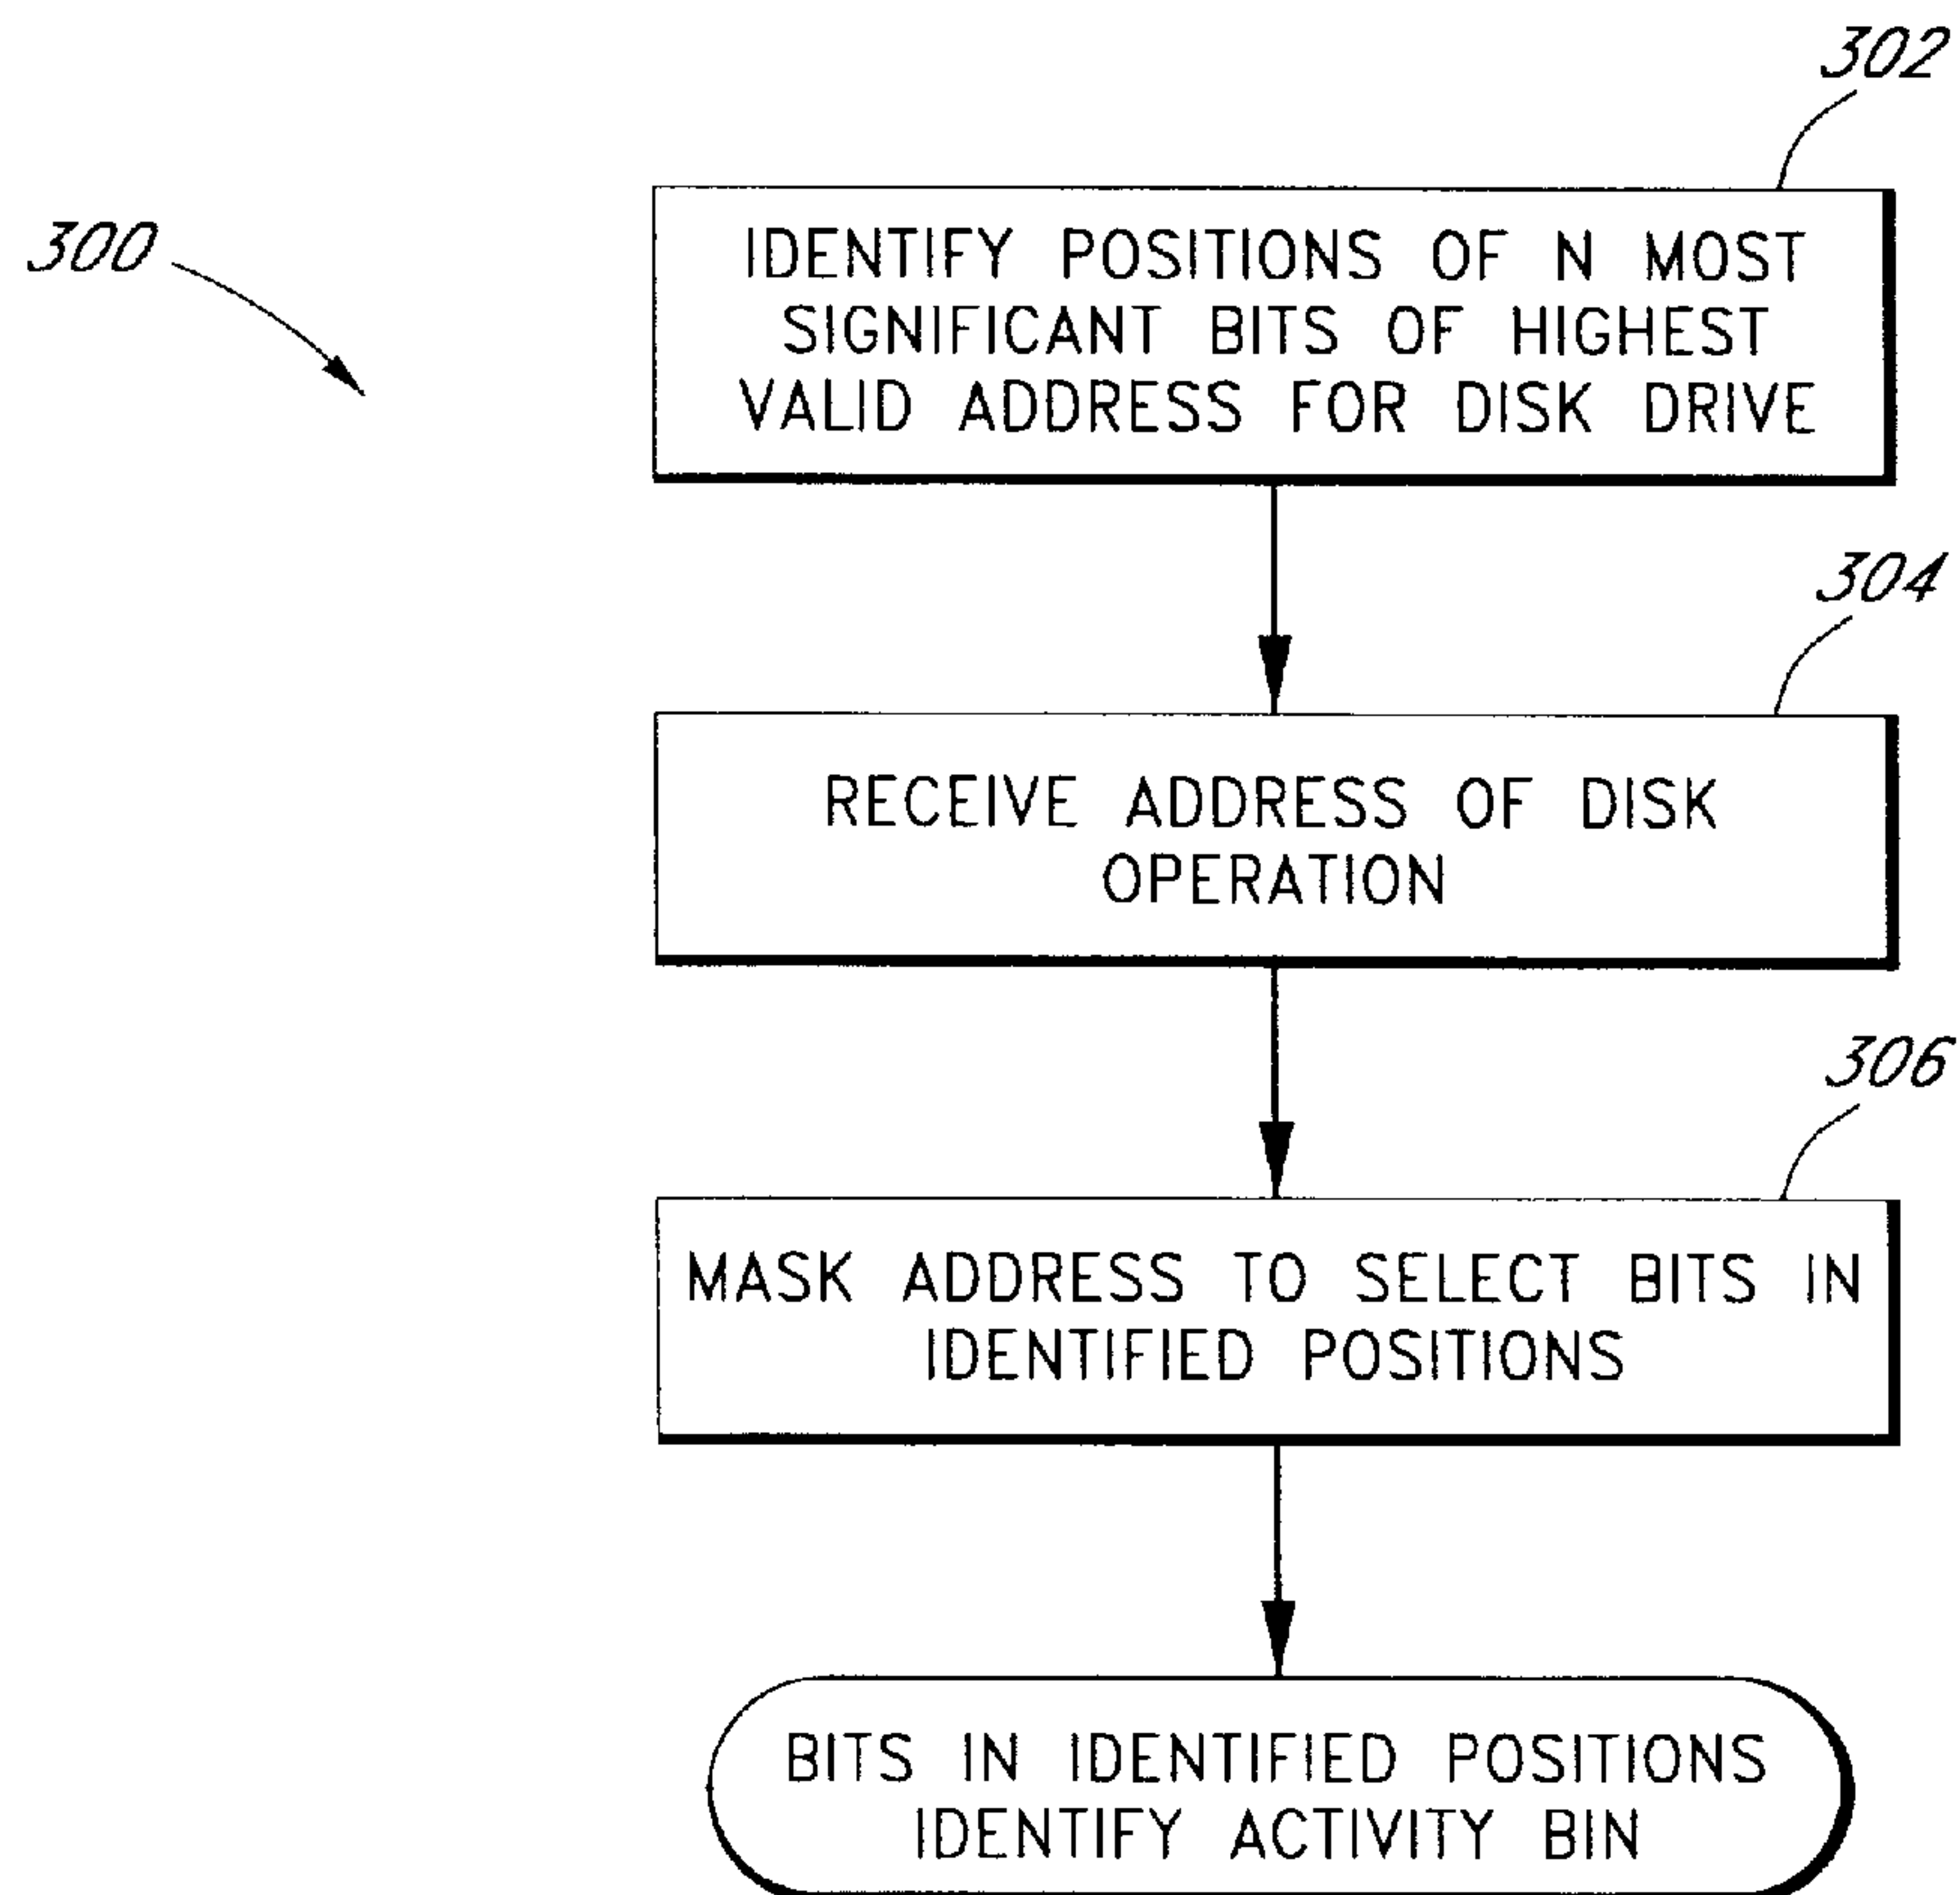 302
300
IDENTIFY POSITIONS OF N MOST
SIGNIFICANT BITS OF HIGHEST
VALID ADDRESS FOR DISK DRIVE
304
RECEIVE ADDRESS OF DISK
OPERATION
306
MASK ADDRESS TO SELECT BITS IN
IDENTIFIED POSITIONS
BITS IN IDENTIFIED POSITIONS
IDENTIFY ACTIVITY BIN